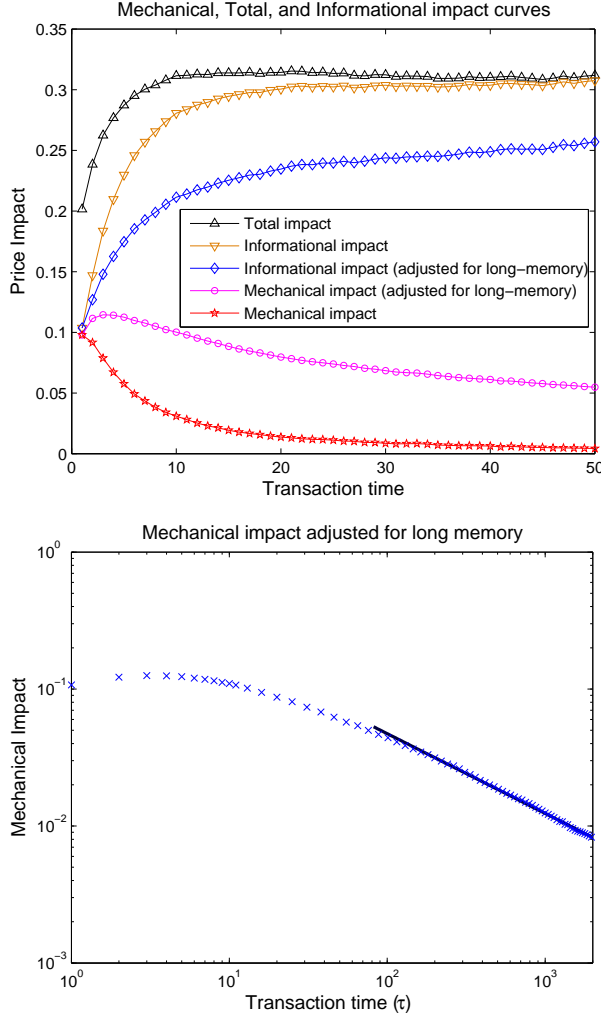 Mechanical, Total, and Informational impact curves
0.35
0.3
0.25
0.2
0.15
0.1
0.05
0
Price Impact
Total impact
Informational impact
Informational impact (adjusted for long−memory)
Mechanical impact (adjusted for long−memory)
Mechanical impact
0 10 20 30 40 50
Transaction time
Mechanical impact adjusted for long memory
10^0
10^−1
10^−2
10^−3
Mechanical Impact
10^0 10^1 10^2 10^3
Transaction time (τ)